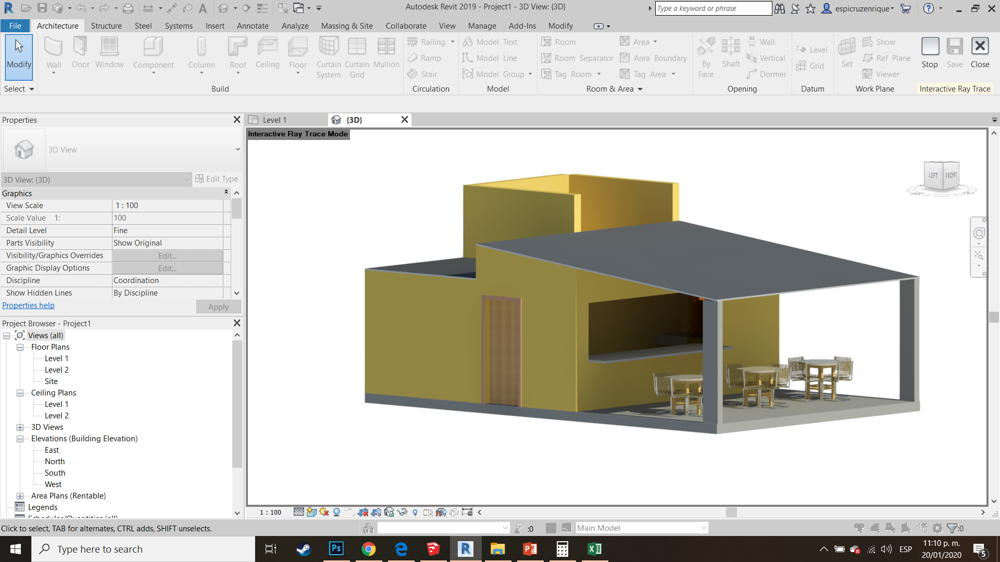 Autodesk Revit 2019 - Project1 - 3D View: {3D}
Type a keyword or phrase
espicruzenrique
File
Architecture
Structure
Steel
Systems
Insert
Annotate
Analyze
Massing & Site
Collaborate
View
Manage
Add-Ins
Modify
Modify
Wall
Door
Window
Component
Column
Roof
Ceiling
Floor
Curtain System
Curtain Grid
Mullion
Railing
Ramp
Stair
Model Text
Model Line
Model Group
Room
Room Separator
Tag Room
Area
Area Boundary
Tag Area
By Face
Shaft
Wall
Vertical
Dormer
Level
Grid
Set
Show
Ref Plane
Viewer
Stop
Save
Close
Select
Build
Circulation
Model
Room & Area
Opening
Datum
Work Plane
Interactive Ray Trace
Properties
3D View
3D View: {3D}
Edit Type
Graphics
View Scale 1 : 100
Scale Value 1: 100
Detail Level Fine
Parts Visibility Show Original
Visibility/Graphics Overrides Edit...
Graphic Display Options Edit...
Discipline Coordination
Show Hidden Lines By Discipline
Properties help
Apply
Project Browser - Project1
Views (all)
Floor Plans
Level 1
Level 2
Site
Ceiling Plans
Level 1
Level 2
3D Views
Elevations (Building Elevation)
East
North
South
West
Area Plans (Rentable)
Legends
Schedules/Quantities (all)
Level 1
{3D}
Interactive Ray Trace Mode
LEFT
FRONT
1 : 100
Click to select, TAB for alternates, CTRL adds, SHIFT unselects.
:0
Main Model
:0
Type here to search
Ps
R
ESP
11:10 p. m.
20/01/2020
5